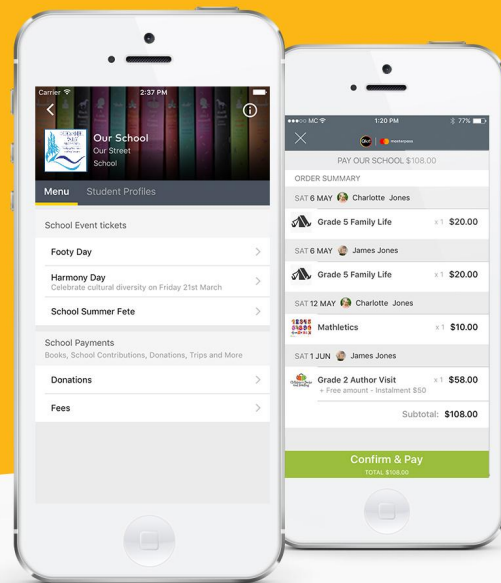 Carrier
2:37 PM
Our School
Our Street
School
Menu
Student Profiles
School Event tickets
Footy Day
Harmony Day
Celebrate cultural diversity on Friday 21st March
School Summer Fete
School Payments
Books, School Contributions, Donations, Trips and More
Donations
Fees
MC
1:20 PM
77%
Qkr!
masterpass
PAY OUR SCHOOL $108.00
ORDER SUMMARY
SAT 6 MAY Charlotte Jones
Grade 5 Family Life x 1 $20.00
SAT 6 MAY James Jones
Grade 5 Family Life x 1 $20.00
SAT 12 MAY Charlotte Jones
Mathletics x 1 $10.00
SAT 1 JUN James Jones
Grade 2 Author Visit x 1 $58.00
+ Free amount - Instalment $50
Subtotal: $108.00
Confirm & Pay
TOTAL $108.00